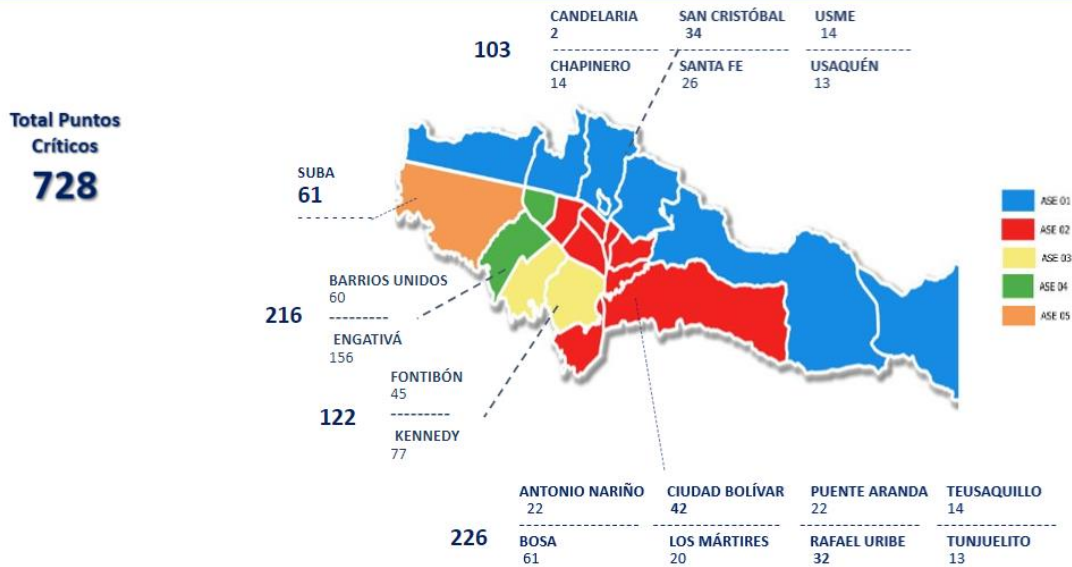 CANDELARIA
2
SAN CRISTÓBAL
34
USME
14
103
CHAPINERO
14
SANTA FE
26
USAQUÉN
13
Total Puntos
Críticos
728
SUBA
61
ASE 01
ASE 02
ASE 03
ASE 04
ASE 05
BARRIOS UNIDOS
60
216
ENGATIVÁ
156
FONTIBÓN
45
122
KENNEDY
77
ANTONIO NARIÑO
22
CIUDAD BOLÍVAR
42
PUENTE ARANDA
22
TEUSAQUILLO
14
226
BOSA
61
LOS MÁRTIRES
20
RAFAEL URIBE
32
TUNJUELITO
13